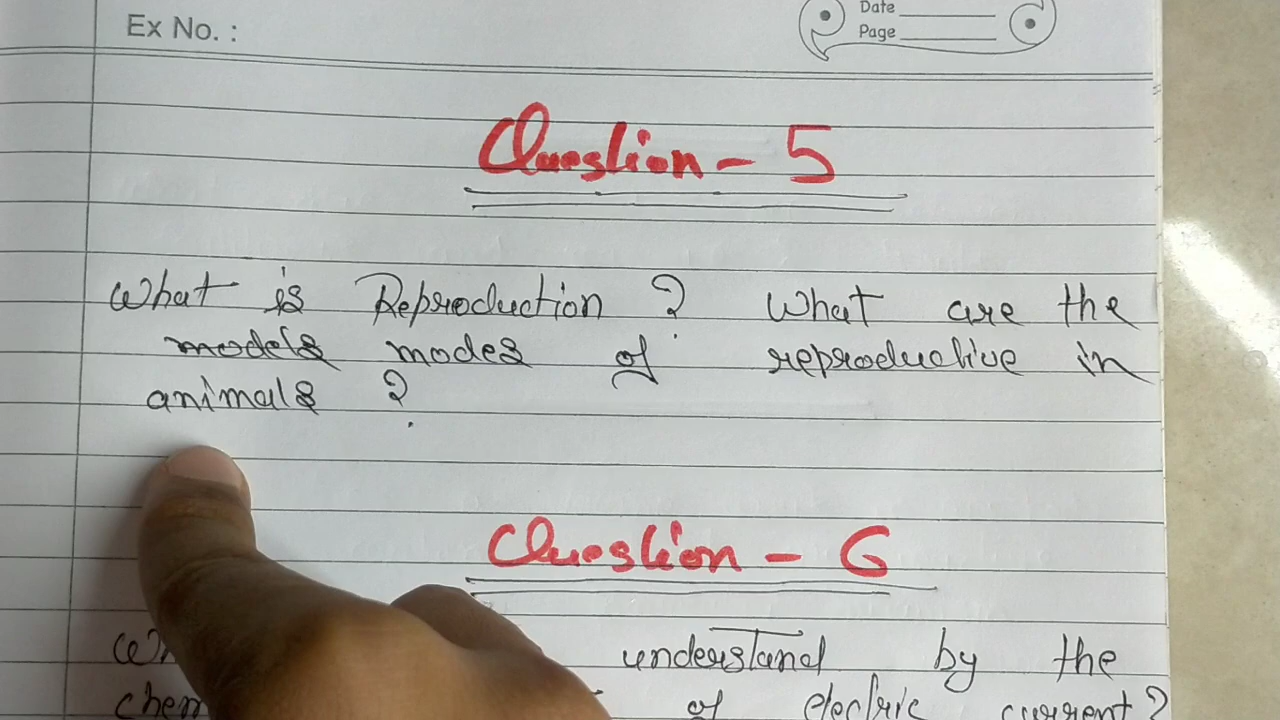 Date
Ex No. :
Page
Question - 5
What is Reproduction ? What are the
models modes of reproductive in
animals ?
Question - 6
understand by the
of electric current ?